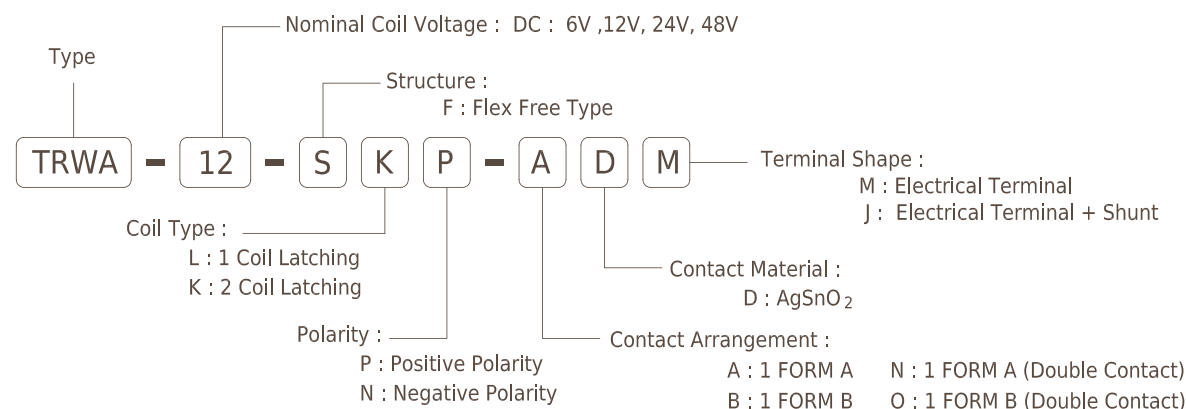 Nominal Coil Voltage : DC : 6V ,12V, 24V, 48V
Type
Structure :
F : Flex Free Type
TRWA - 12 - S K P - A D M
Terminal Shape :
M : Electrical Terminal
J : Electrical Terminal + Shunt
Coil Type :
L : 1 Coil Latching
K : 2 Coil Latching
Contact Material :
D : AgSnO2
Polarity :
P : Positive Polarity
N : Negative Polarity
Contact Arrangement :
A : 1 FORM A N : 1 FORM A (Double Contact)
B : 1 FORM B O : 1 FORM B (Double Contact)